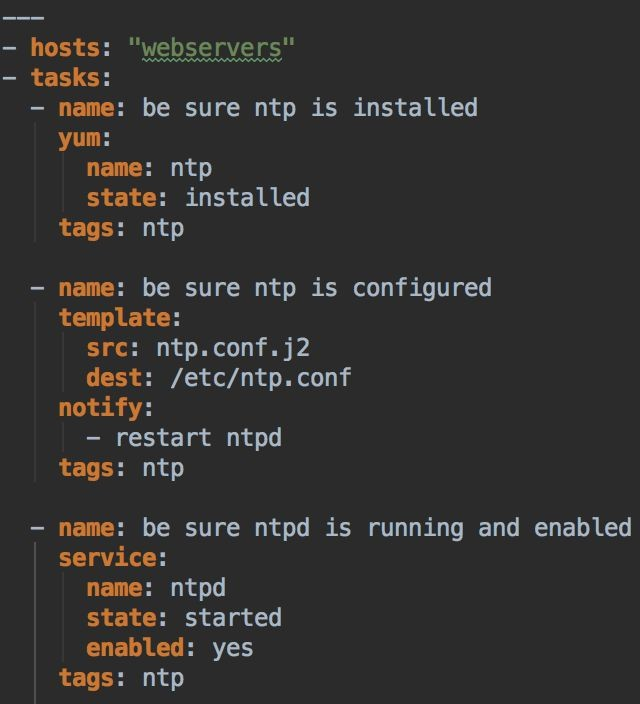 ---
- hosts: "webservers"
- tasks:
  - name: be sure ntp is installed
    yum:
      name: ntp
      state: installed
    tags: ntp

  - name: be sure ntp is configured
    template:
      src: ntp.conf.j2
      dest: /etc/ntp.conf
    notify:
      - restart ntpd
    tags: ntp

  - name: be sure ntpd is running and enabled
    service:
      name: ntpd
      state: started
      enabled: yes
    tags: ntp